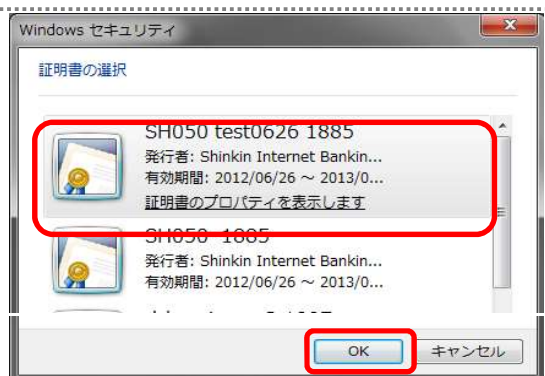 Windows セキュリティ
証明書の選択
SH050 test0626 1885
発行者: Shinkin Internet Bankin...
有効期間: 2012/06/26 ～ 2013/0...
証明書のプロパティを表示します
SH050 1885
発行者: Shinkin Internet Bankin...
有効期間: 2012/06/26 ～ 2013/0...
OK
キャンセル